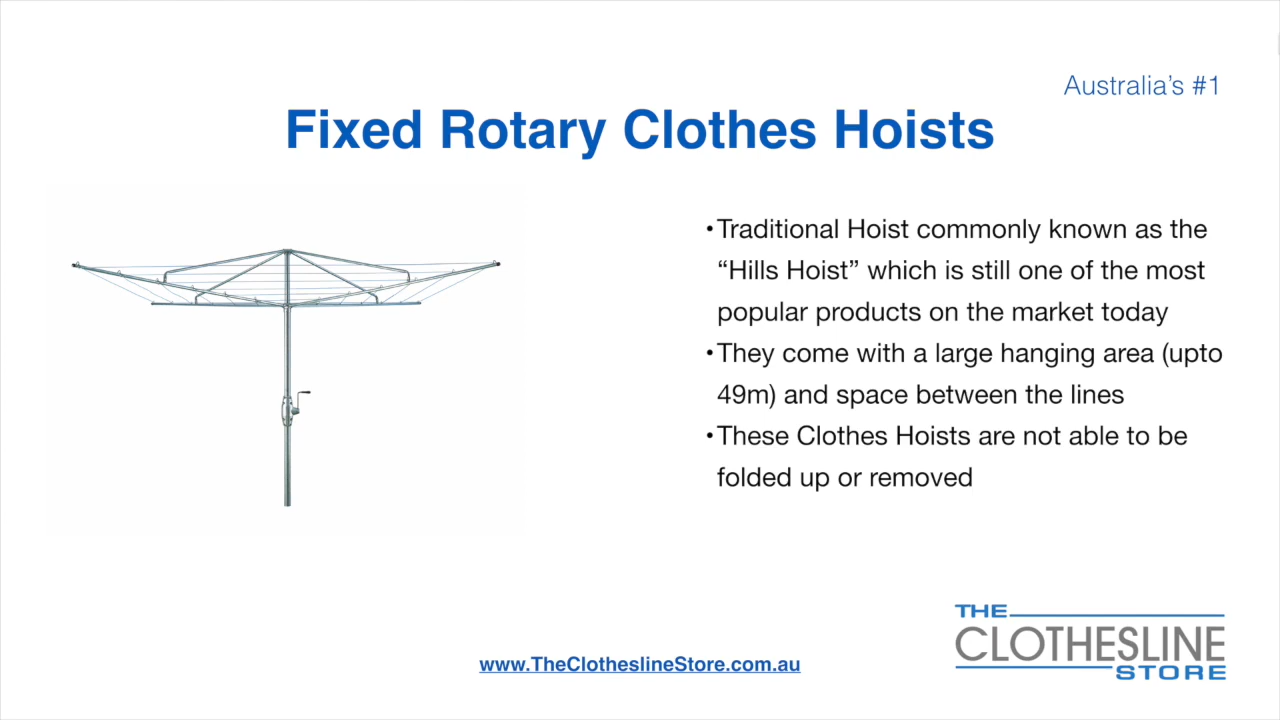 Australia's #1
Fixed Rotary Clothes Hoists
•Traditional Hoist commonly known as the
“Hills Hoist” which is still one of the most
popular products on the market today
•They come with a large hanging area (upto
49m) and space between the lines
•These Clothes Hoists are not able to be
folded up or removed
www.TheClotheslineStore.com.au
THE
CLOTHESLINE
STORE